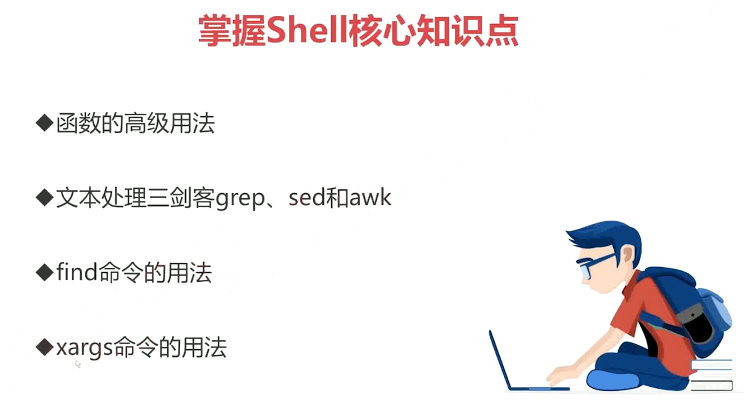 掌握Shell核心知识点
◆函数的高级用法
◆文本处理三剑客grep、sed和awk
◆find命令的用法
◆xargs命令的用法